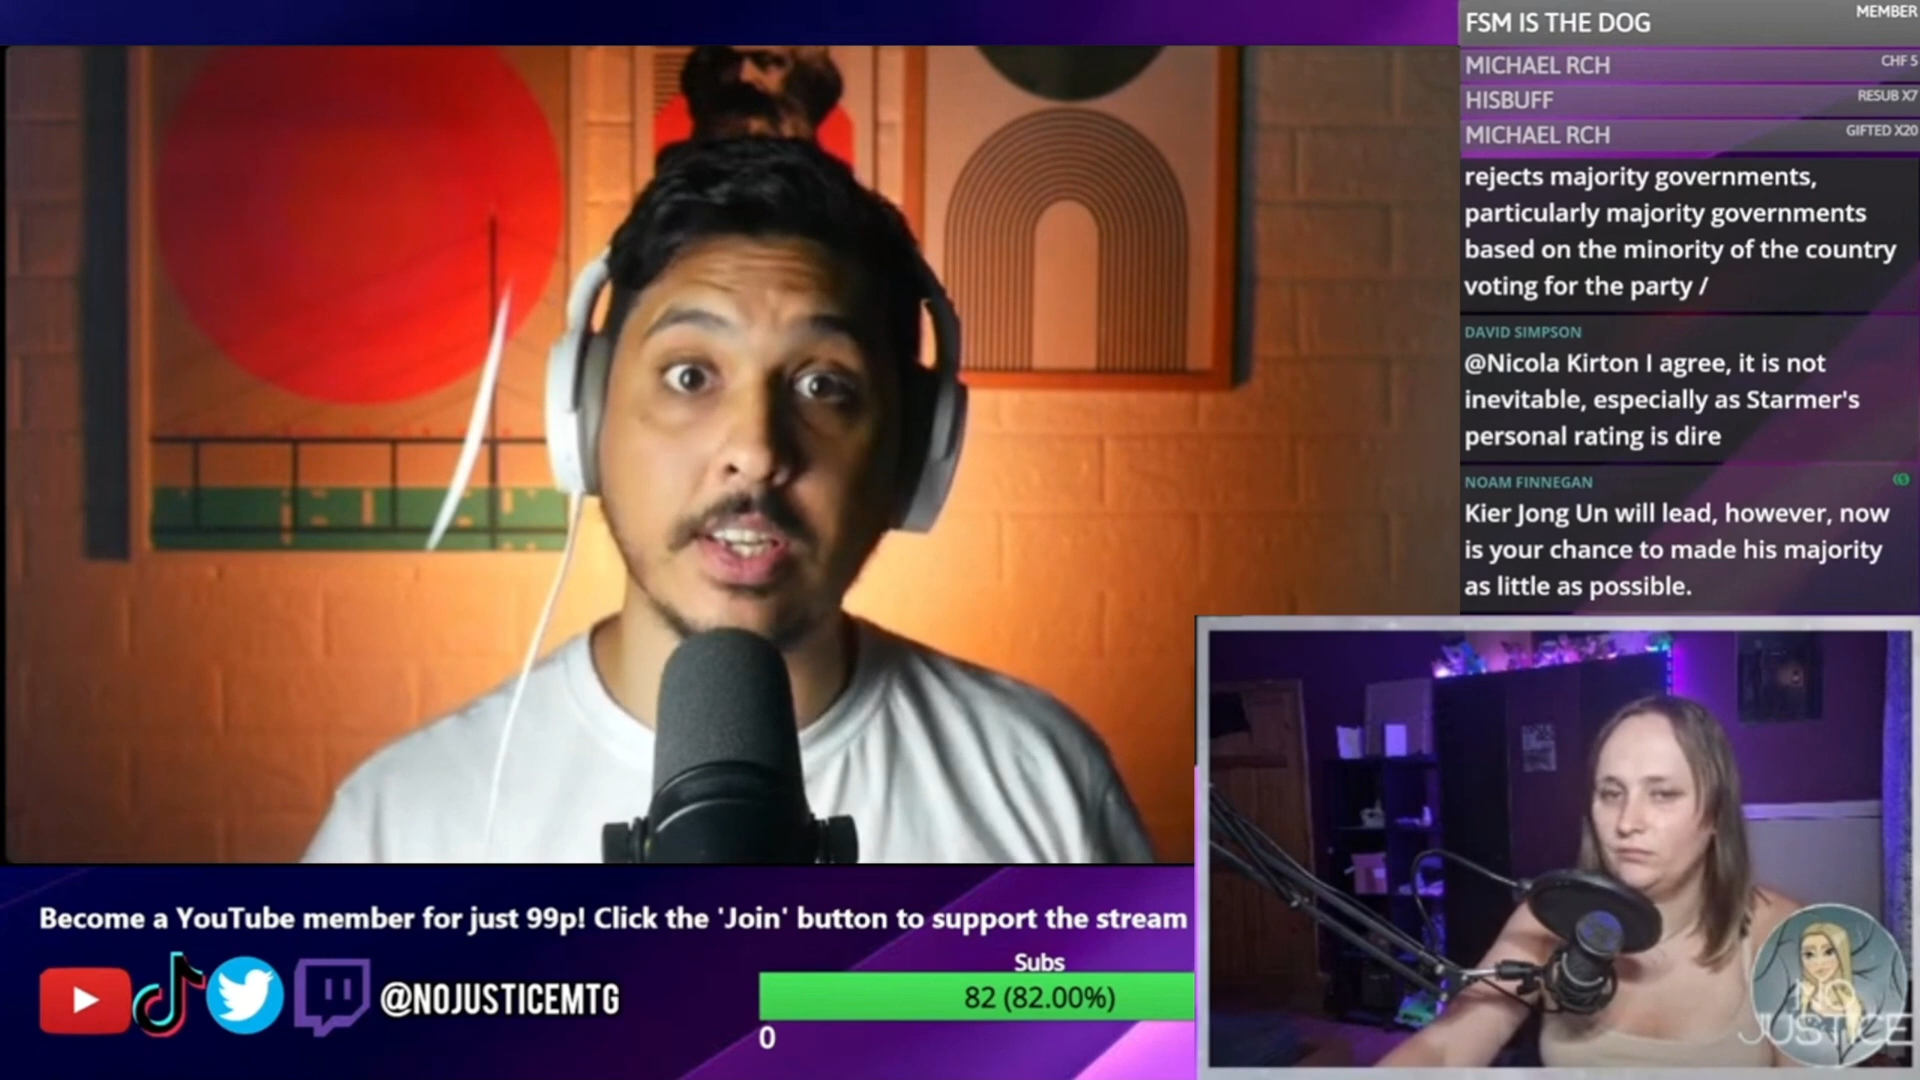 FSM IS THE DOG
MEMBER
MICHAEL RCH
CHF 5
HISBUFF
RESUB X7
MICHAEL RCH
GIFTED X20
rejects majority governments,
particularly majority governments
based on the minority of the country
voting for the party /
DAVID SIMPSON
@Nicola Kirton I agree, it is not
inevitable, especially as Starmer's
personal rating is dire
NOAM FINNEGAN
Kier Jong Un will lead, however, now
is your chance to made his majority
as little as possible.
Become a YouTube member for just 99p! Click the 'Join' button to support the stream
@NOJUSTICEMTG
Subs
82 (82.00%)
0
NO
JUSTICE